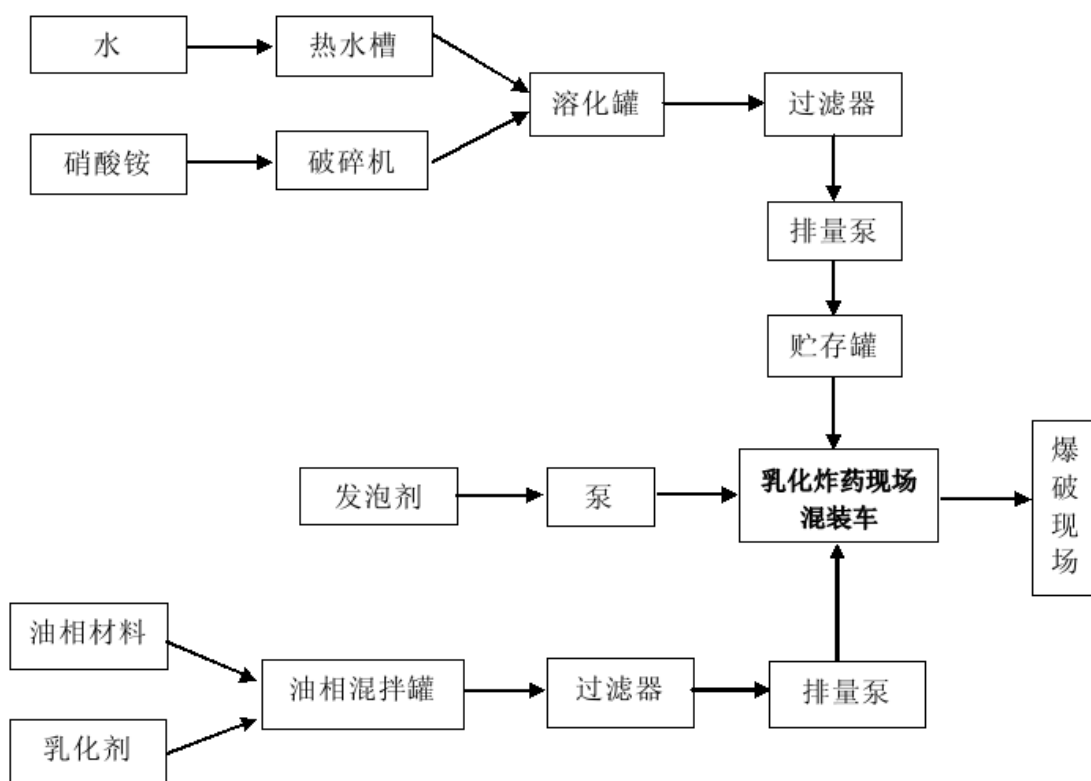 水
热水槽
溶化罐
过滤器
硝酸铵
破碎机
排量泵
贮存罐
发泡剂
泵
乳化炸药现场
混装车
爆
破
现
场
油相材料
油相混拌罐
过滤器
排量泵
乳化剂